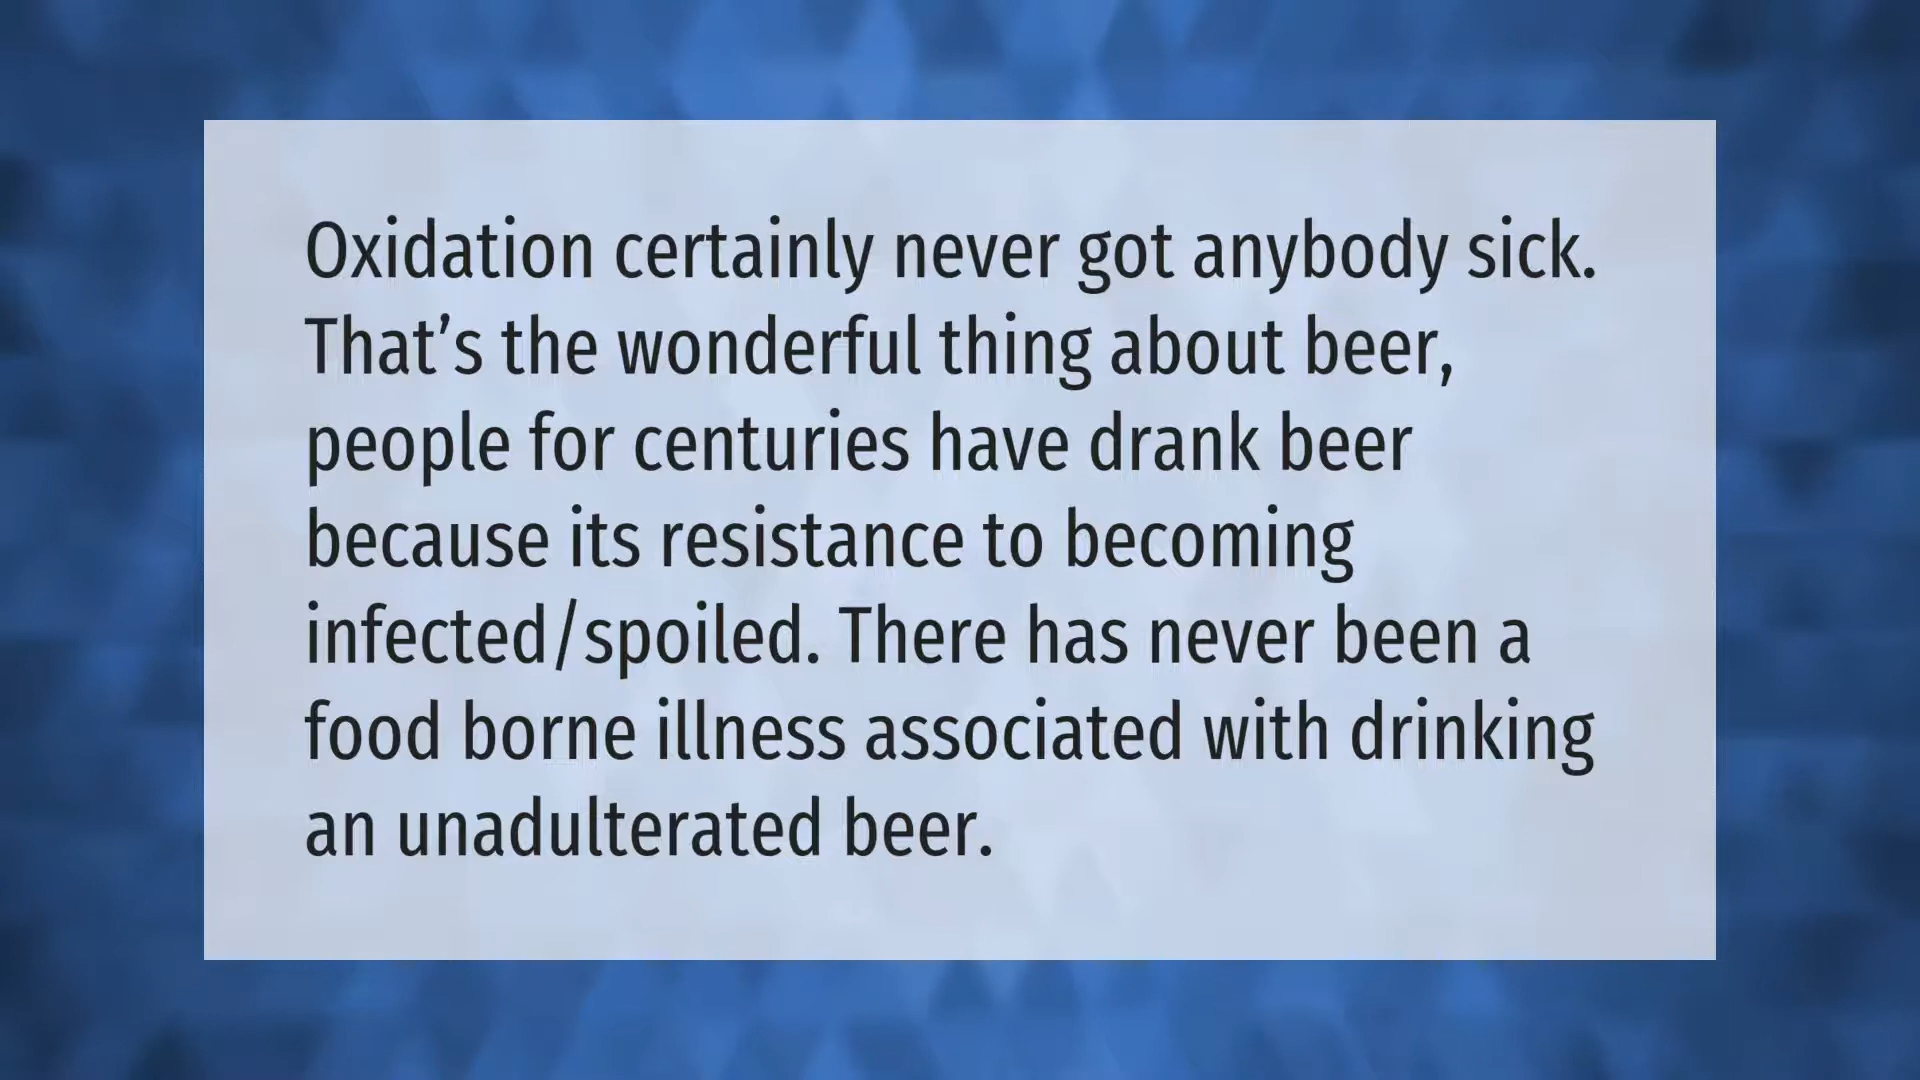 Oxidation certainly never got anybody sick.
That’s the wonderful thing about beer,
people for centuries have drank beer
because its resistance to becoming
infected/spoiled. There has never been a
food borne illness associated with drinking
an unadulterated beer.